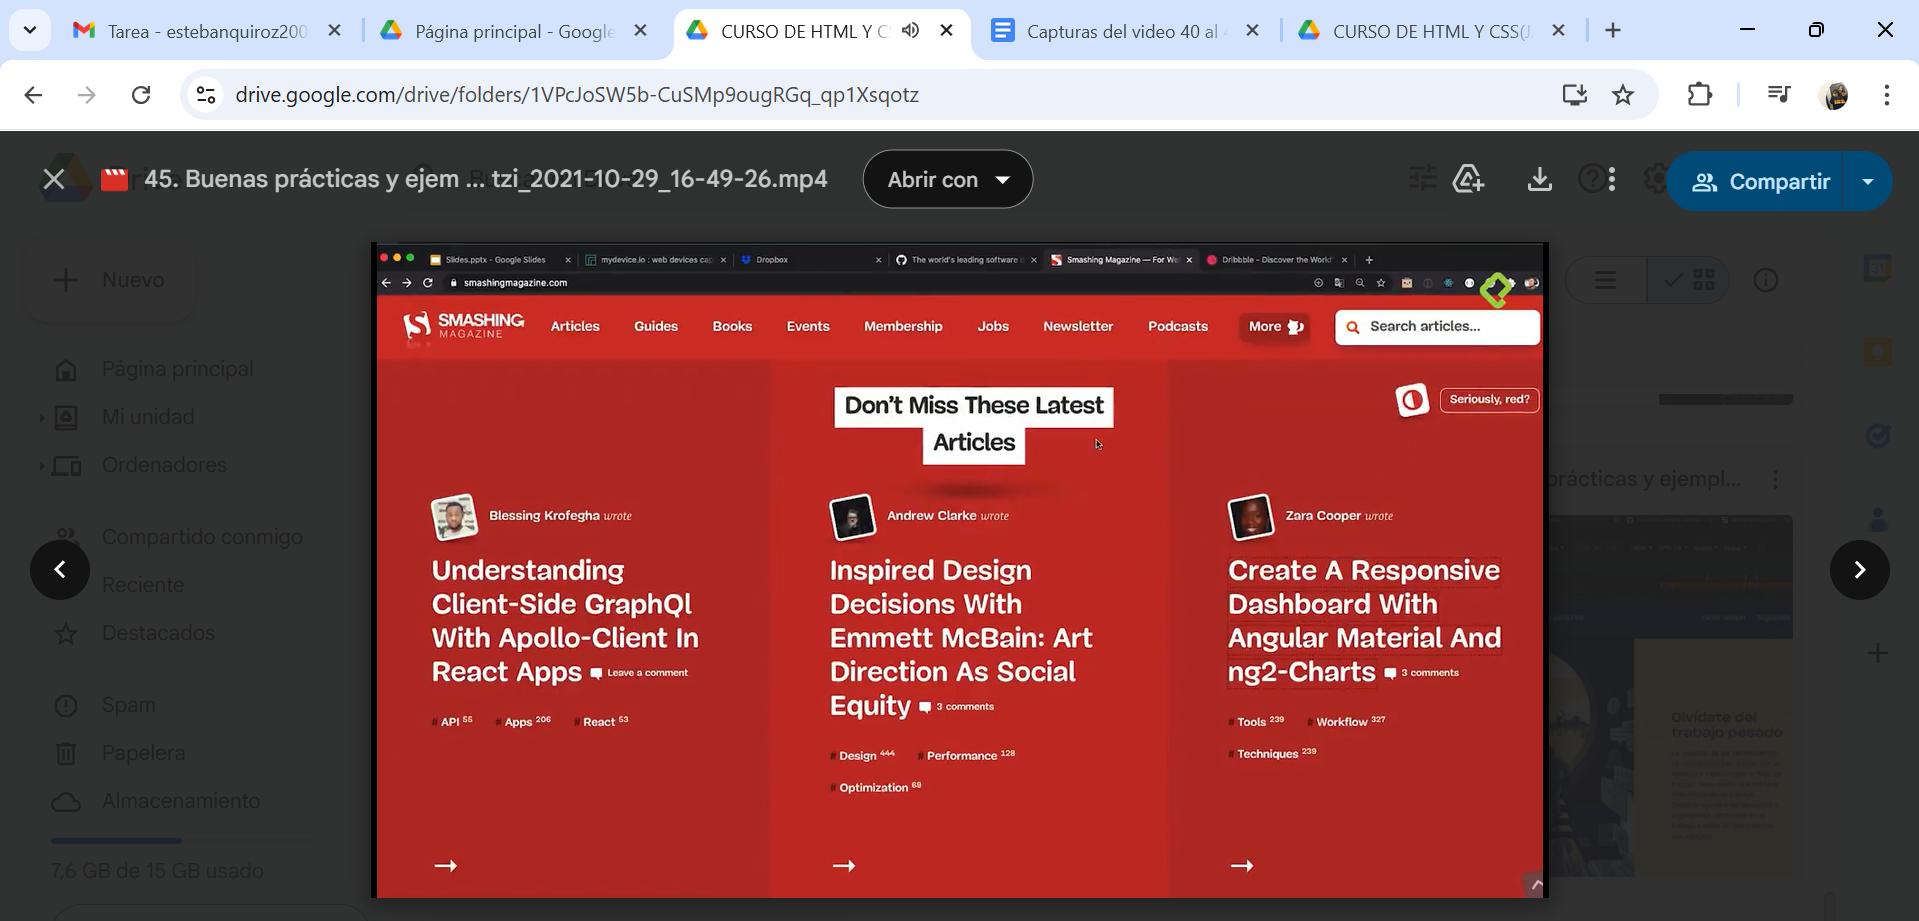 Tarea - estebanquiroz200
Página principal - Google
CURSO DE HTML Y C
Capturas del video 40 al 4
CURSO DE HTML Y CSS(J
drive.google.com/drive/folders/1VPcJoSW5b-CuSMp9ougRGq_qp1Xsqotz
45. Buenas prácticas y ejem ... tzi_2021-10-29_16-49-26.mp4
Abrir con
Compartir
Nuevo
Página principal
Mi unidad
Ordenadores
Compartido conmigo
Reciente
Destacados
Spam
Papelera
Almacenamiento
7,6 GB de 15 GB usado
Slides.pptx - Google Slides
mydevice.io : web devices cap
Dropbox
The world's leading software d
Smashing Magazine — For We
Dribbble - Discover the World'
smashingmagazine.com
SMASHING
MAGAZINE
Articles
Guides
Books
Events
Membership
Jobs
Newsletter
Podcasts
More
Search articles...
Don't Miss These Latest
Articles
Seriously, red?
Blessing Krofegha wrote
Understanding
Client-Side GraphQl
With Apollo-Client In
React Apps Leave a comment
# API 55 # Apps 206 # React 53
Andrew Clarke wrote
Inspired Design
Decisions With
Emmett McBain: Art
Direction As Social
Equity 3 comments
# Design 444 # Performance 128
# Optimization 69
Zara Cooper wrote
Create A Responsive
Dashboard With
Angular Material And
ng2-Charts 3 comments
# Tools 239 # Workflow 327
# Techniques 239
prácticas y ejempl...
Olvídate del
trabajo pesado